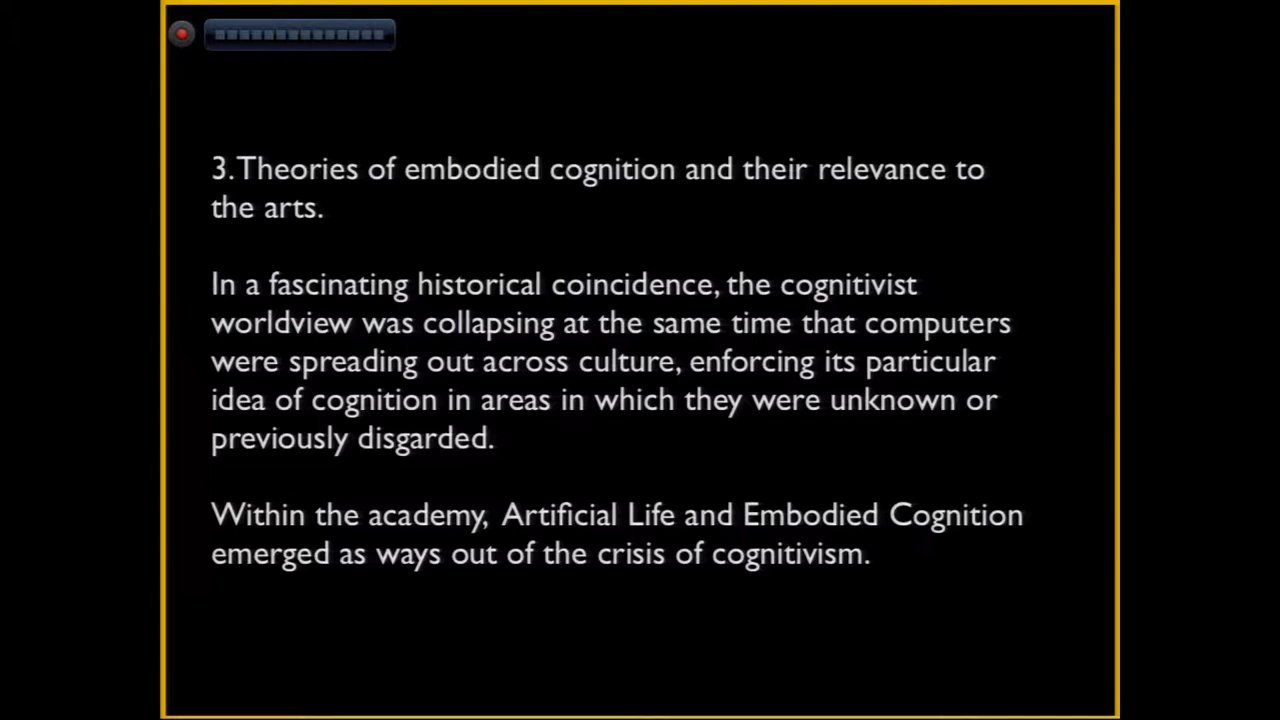 3. Theories of embodied cognition and their relevance to
the arts.
In a fascinating historical coincidence, the cognitivist
worldview was collapsing at the same time that computers
were spreading out across culture, enforcing its particular
idea of cognition in areas in which they were unknown or
previously disgarded.
Within the academy, Artificial Life and Embodied Cognition
emerged as ways out of the crisis of cognitivism.